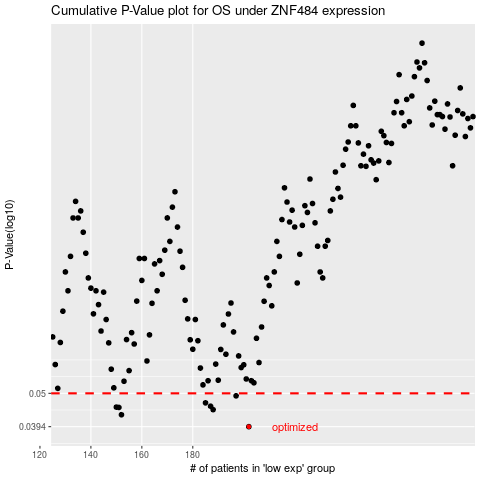 Cumulative P-Value plot for OS under ZNF484 expression
P-Value(log10)
0.05
0.0394
optimized
120 140 160 180
# of patients in 'low exp' group